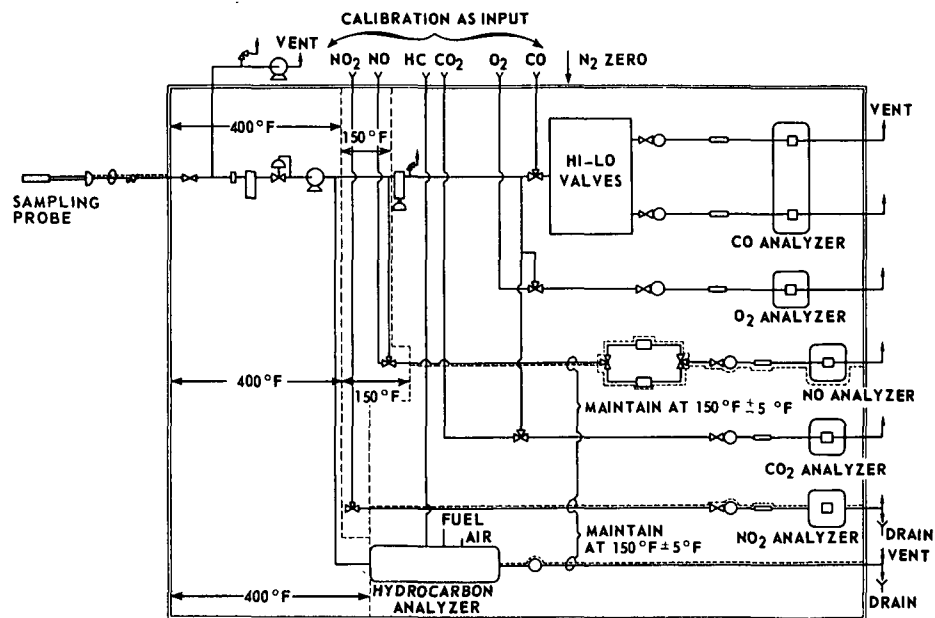 CALIBRATION AS INPUT
VENT
NO2 NO HC CO2 O2 CO
N2 ZERO
VENT
400°F
150°F
HI-LO
VALVES
SAMPLING
PROBE
CO ANALYZER
O2 ANALYZER
400°F
150°F
MAINTAIN AT 150°F ±5 °F
NO ANALYZER
CO2 ANALYZER
FUEL
AIR
MAINTAIN
AT 150°F±5°F
NO2 ANALYZER
DRAIN
VENT
HYDROCARBON
ANALYZER
400°F
DRAIN